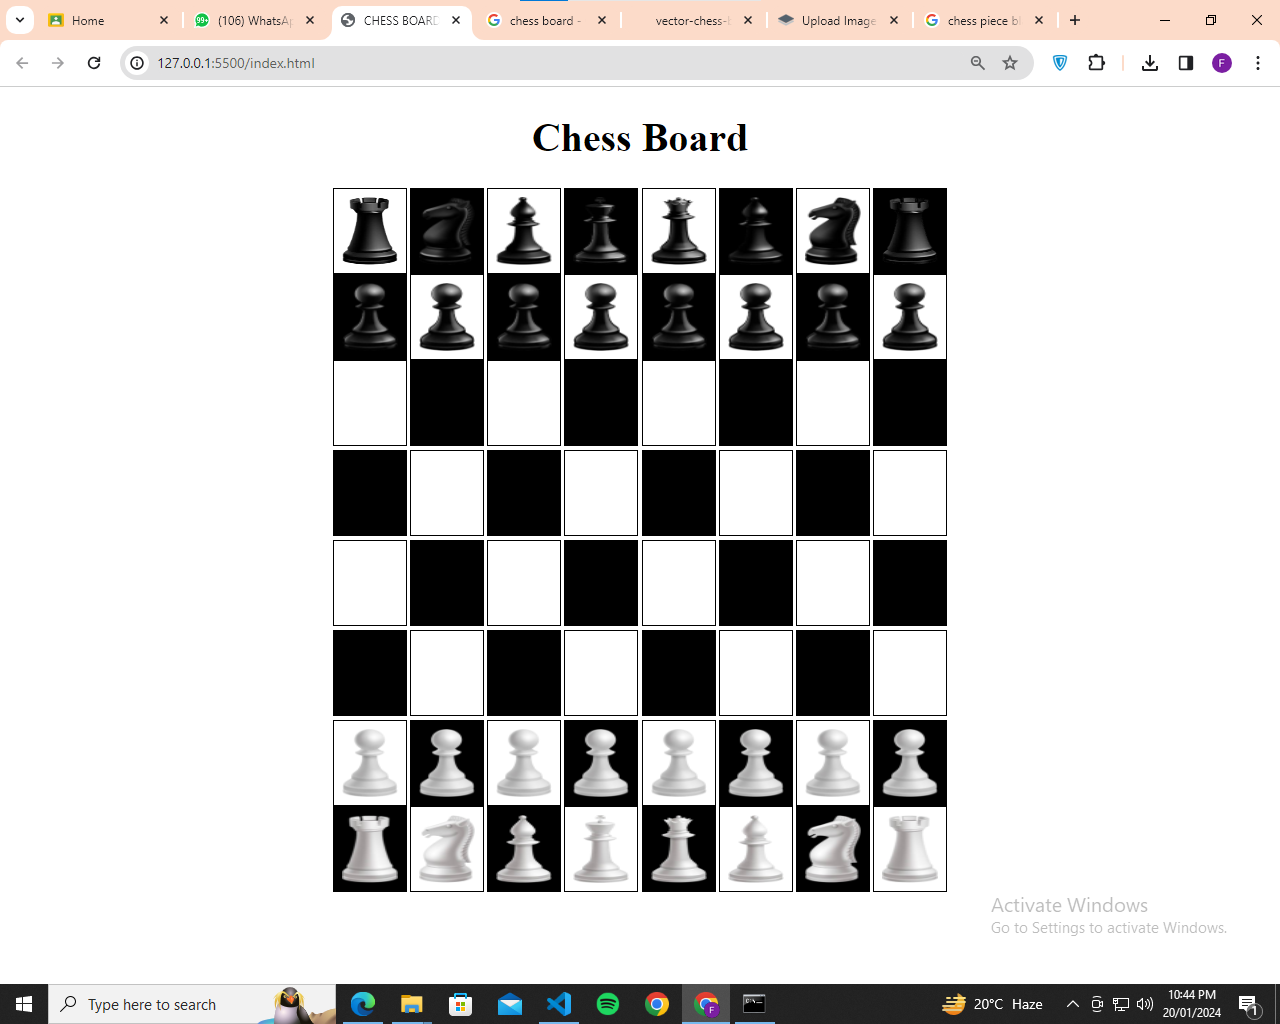 Home
(106) WhatsA
CHESS BOARD
chess board -
vector-chess-b
Upload Image
chess piece bl
127.0.0.1:5500/index.html
F
Chess Board
Activate Windows
Go to Settings to activate Windows.
Type here to search
F
20°C Haze
10:44 PM
20/01/2024
1